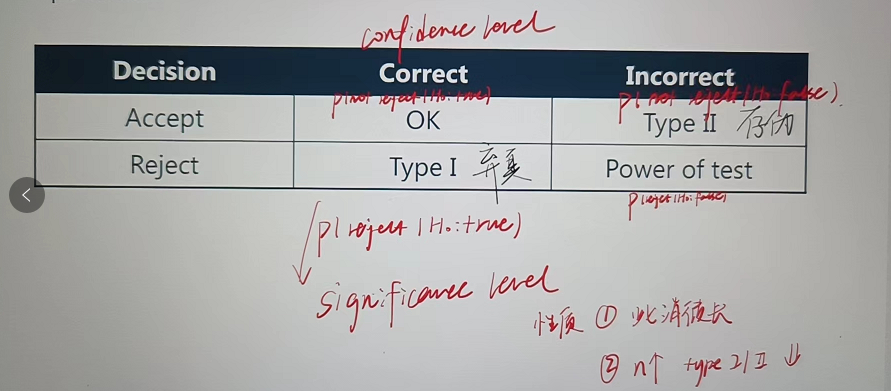 confidence level
Decision Correct Incorrect
p(not reject|H₀:true) p(not reject|H₀:false).
Accept OK Type II 存伪
Reject Type I 弃真 Power of test
p(reject|H₀:false)
p(reject|H₀:true)
significance level
性质 ① 此消彼长
② n↑ type I/II ↓